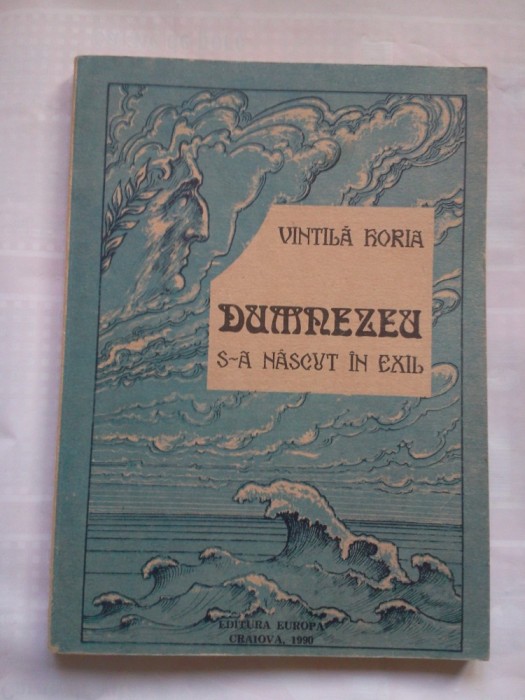 VINTILĂ HORIA
DUMNEZEU
S-A NĂSCUT ÎN EXIL
EDITURA EUROPA
CRAIOVA, 1990